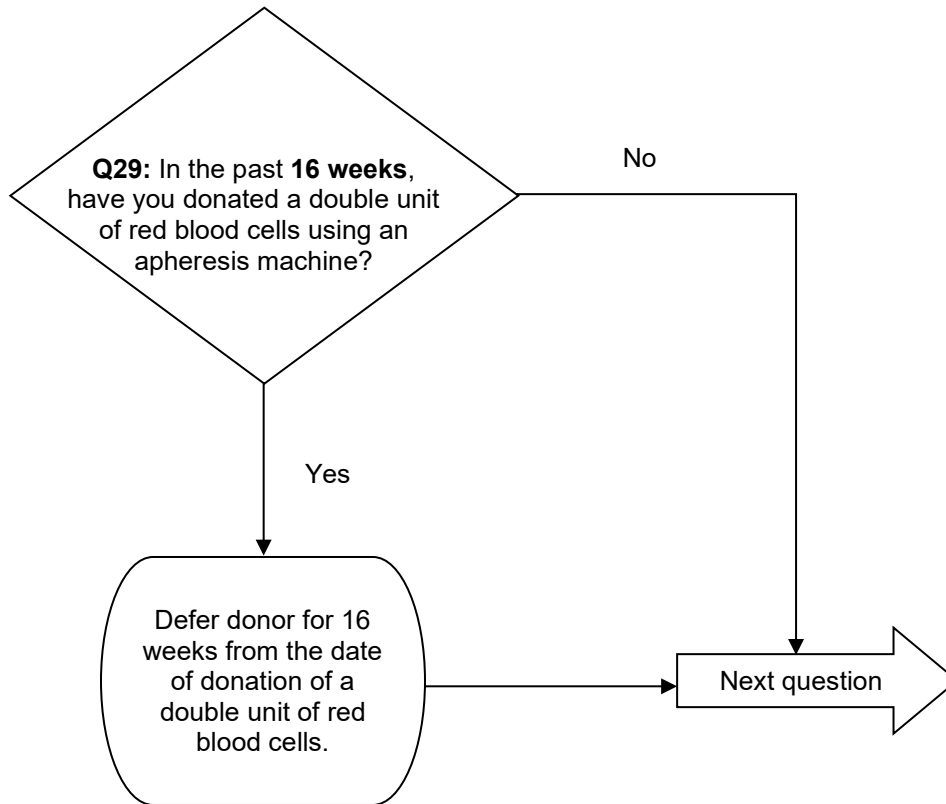 Q29: In the past 16 weeks,
have you donated a double unit
of red blood cells using an
apheresis machine?
No
Yes
Defer donor for 16
weeks from the date
of donation of a
double unit of red
blood cells.
Next question